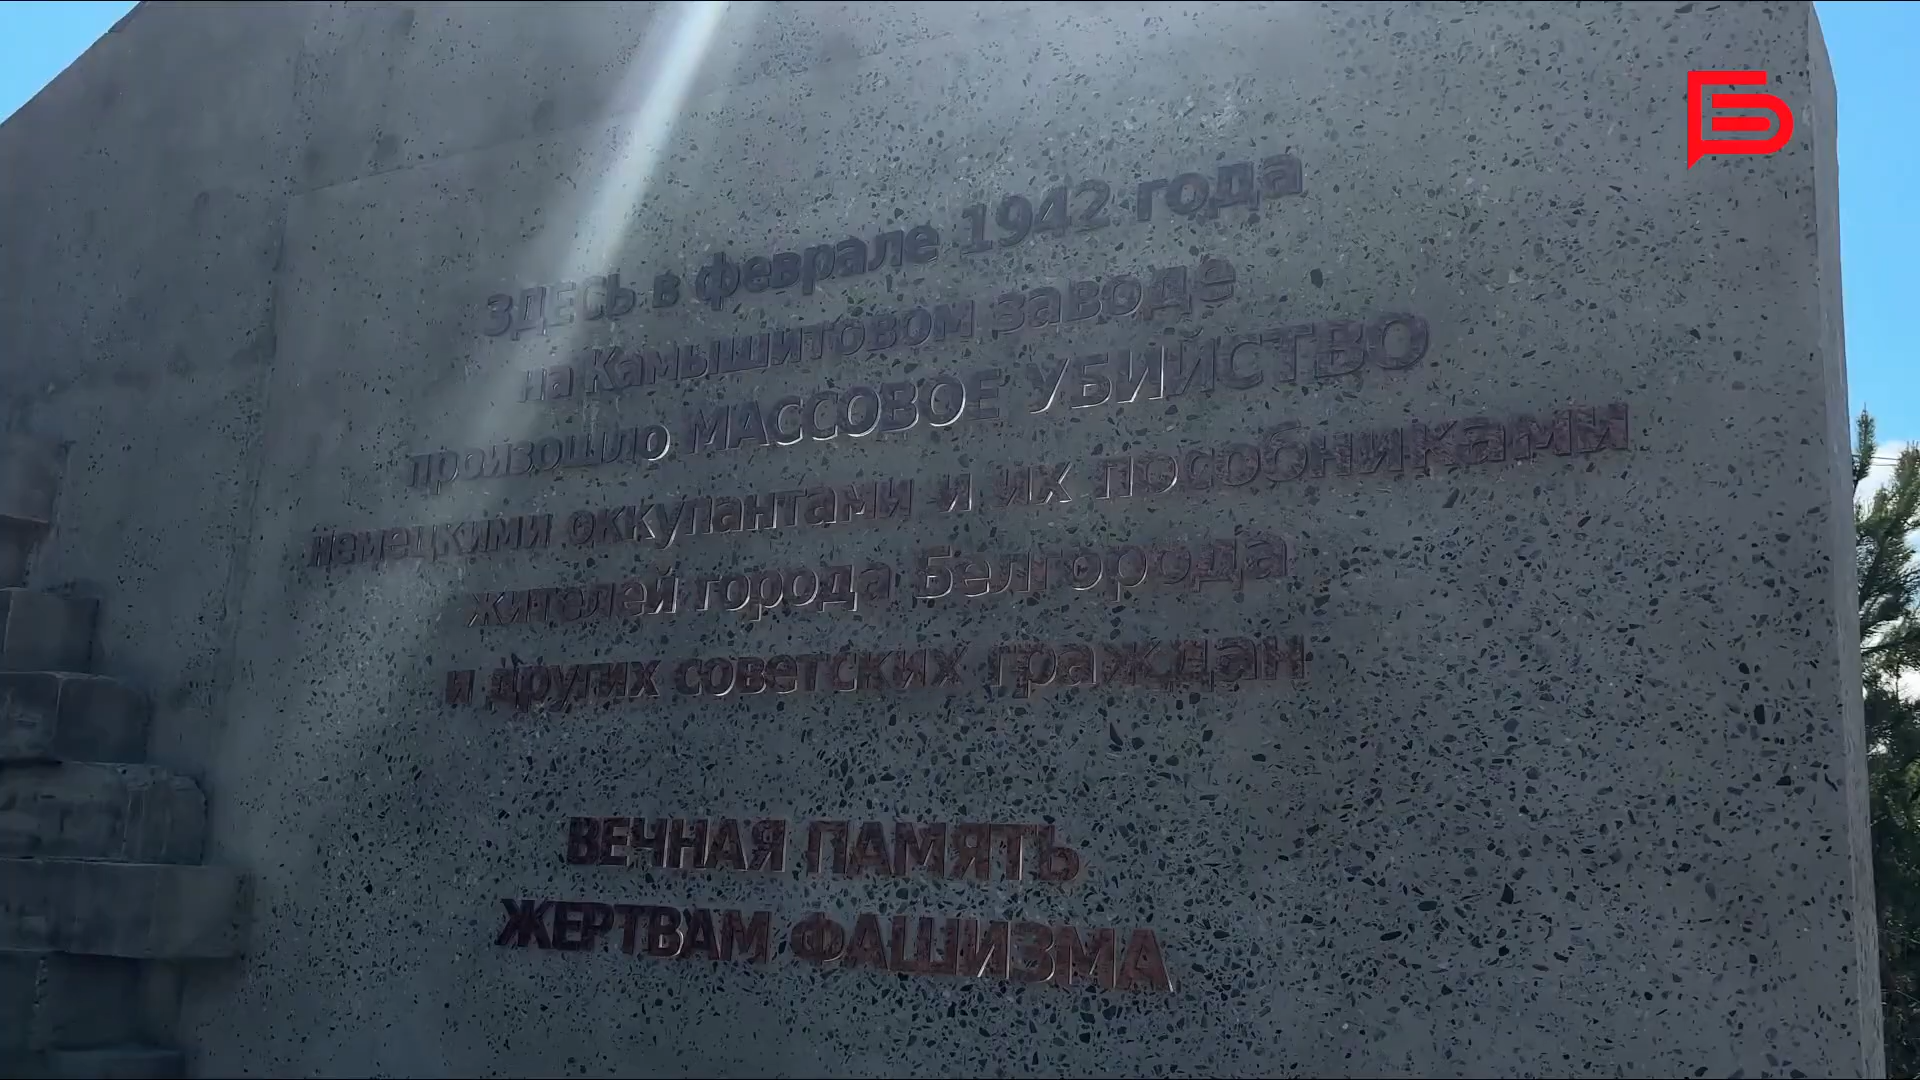 ЗДЕСЬ в феврале 1942 года
на Камышитовом заводе
произошло МАССОВОЕ УБИЙСТВО
немецкими оккупантами и их пособниками
жителей города Белгорода
и других советских граждан
ВЕЧНАЯ ПАМЯТЬ
ЖЕРТВАМ ФАШИЗМА